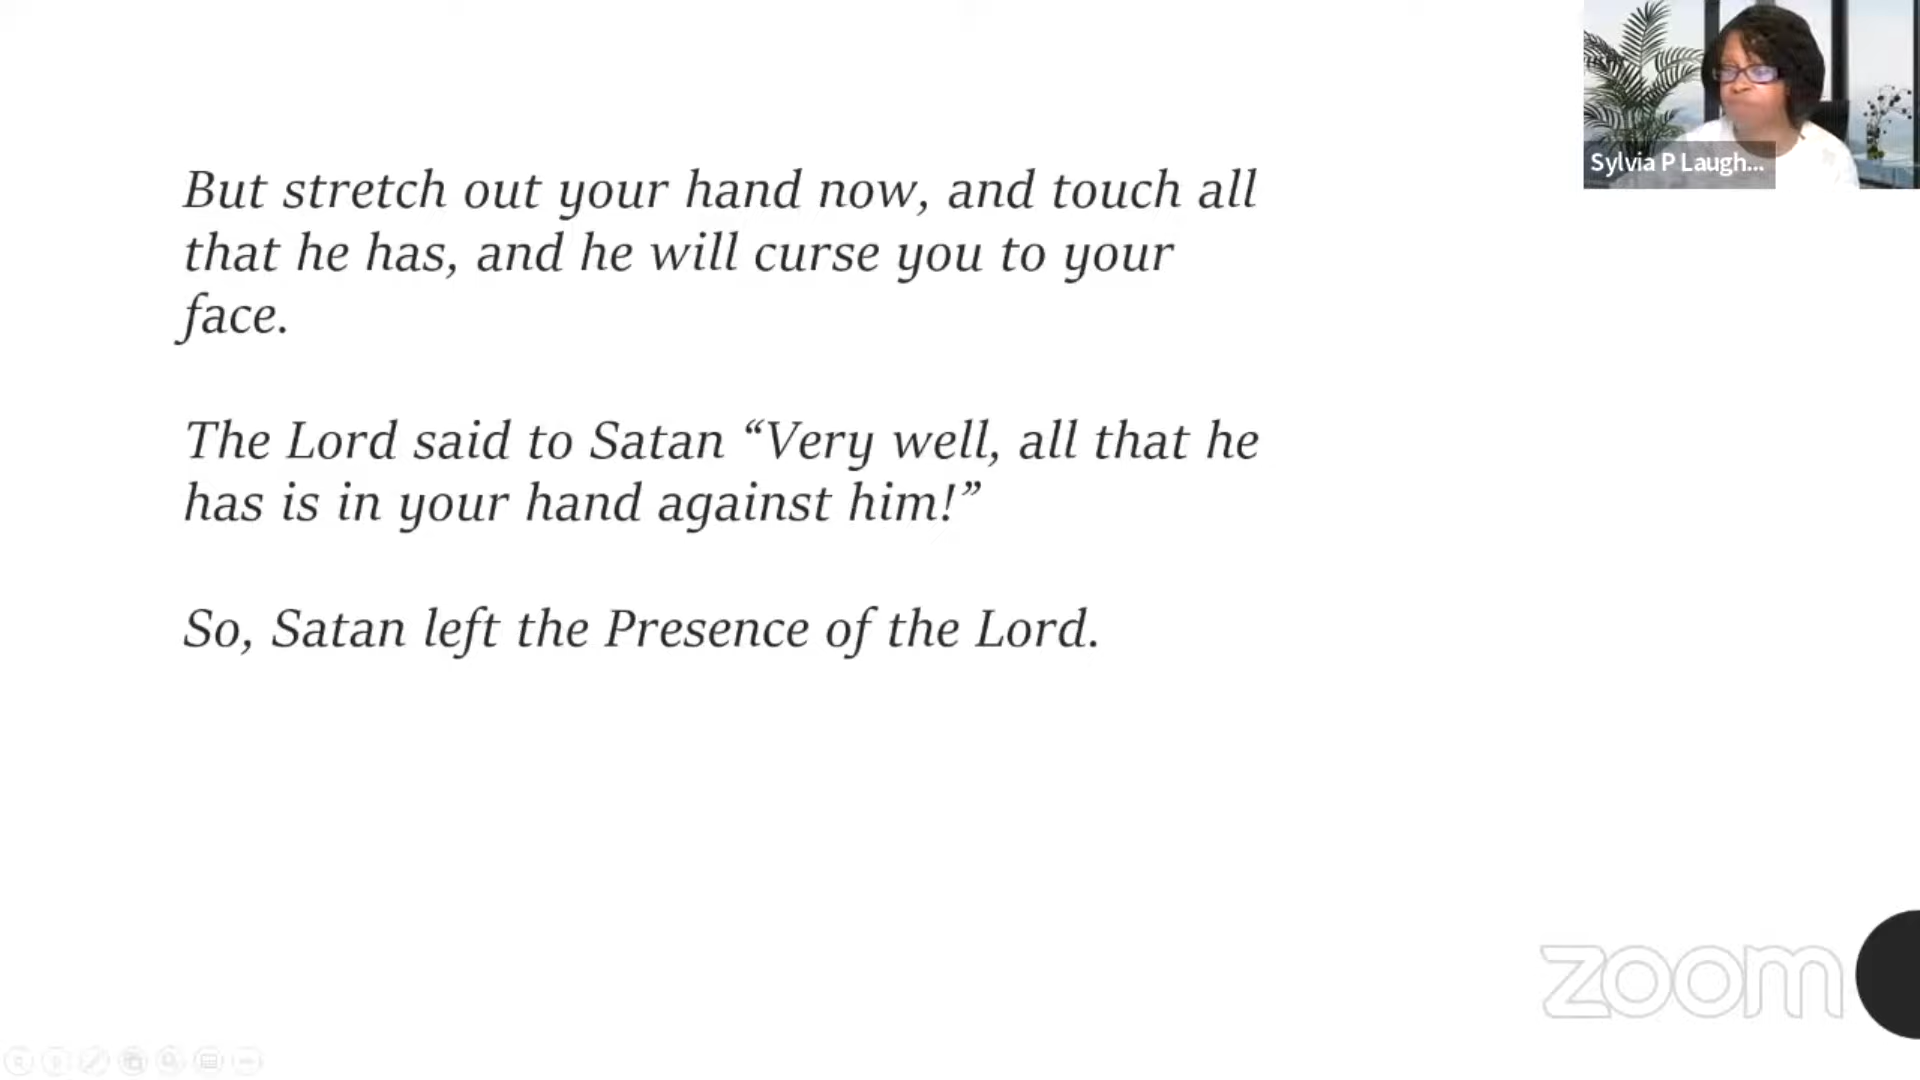 Sylvia P Laugh...
But stretch out your hand now, and touch all
that he has, and he will curse you to your
face.
The Lord said to Satan “Very well, all that he
has is in your hand against him!”
So, Satan left the Presence of the Lord.
zoom